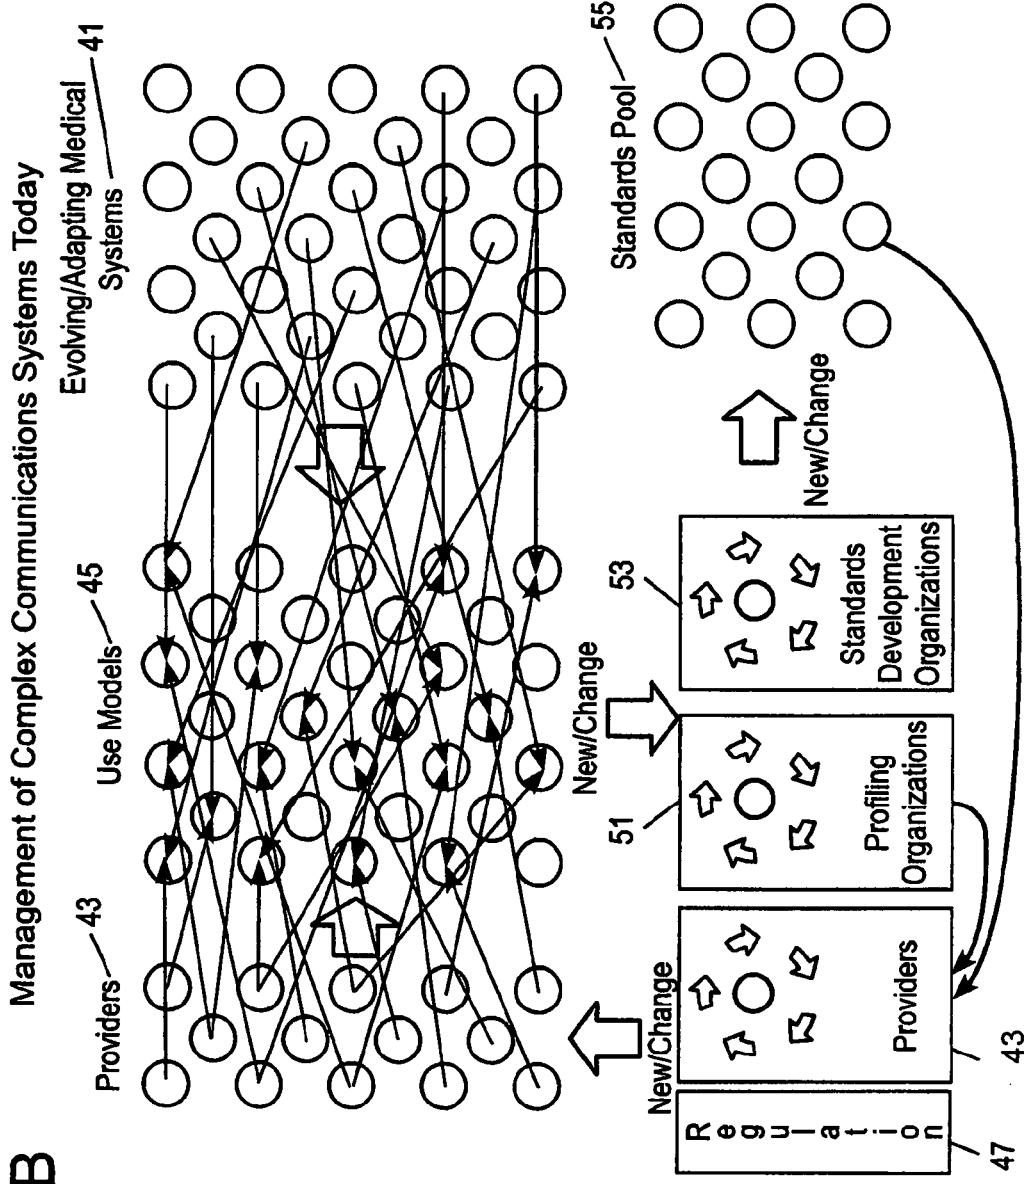 B
Management of Complex Communications Systems Today
Providers 43
Use Models 45
Evolving/Adapting Medical
Systems 41
New/Change
New/Change
New/Change
Regulation
47
Providers
43
51
Profiling
Organizations
53
Standards
Development
Organizations
Standards Pool 55